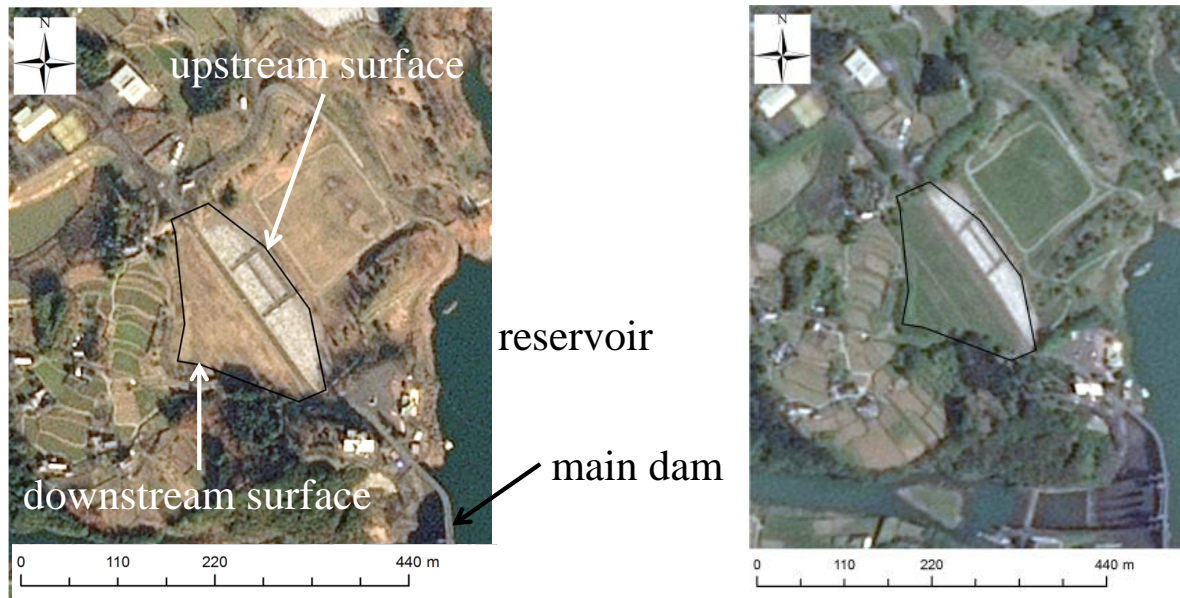 N
upstream surface
downstream surface
0 110 220 440 m
reservoir
main dam
N
0 110 220 440 m